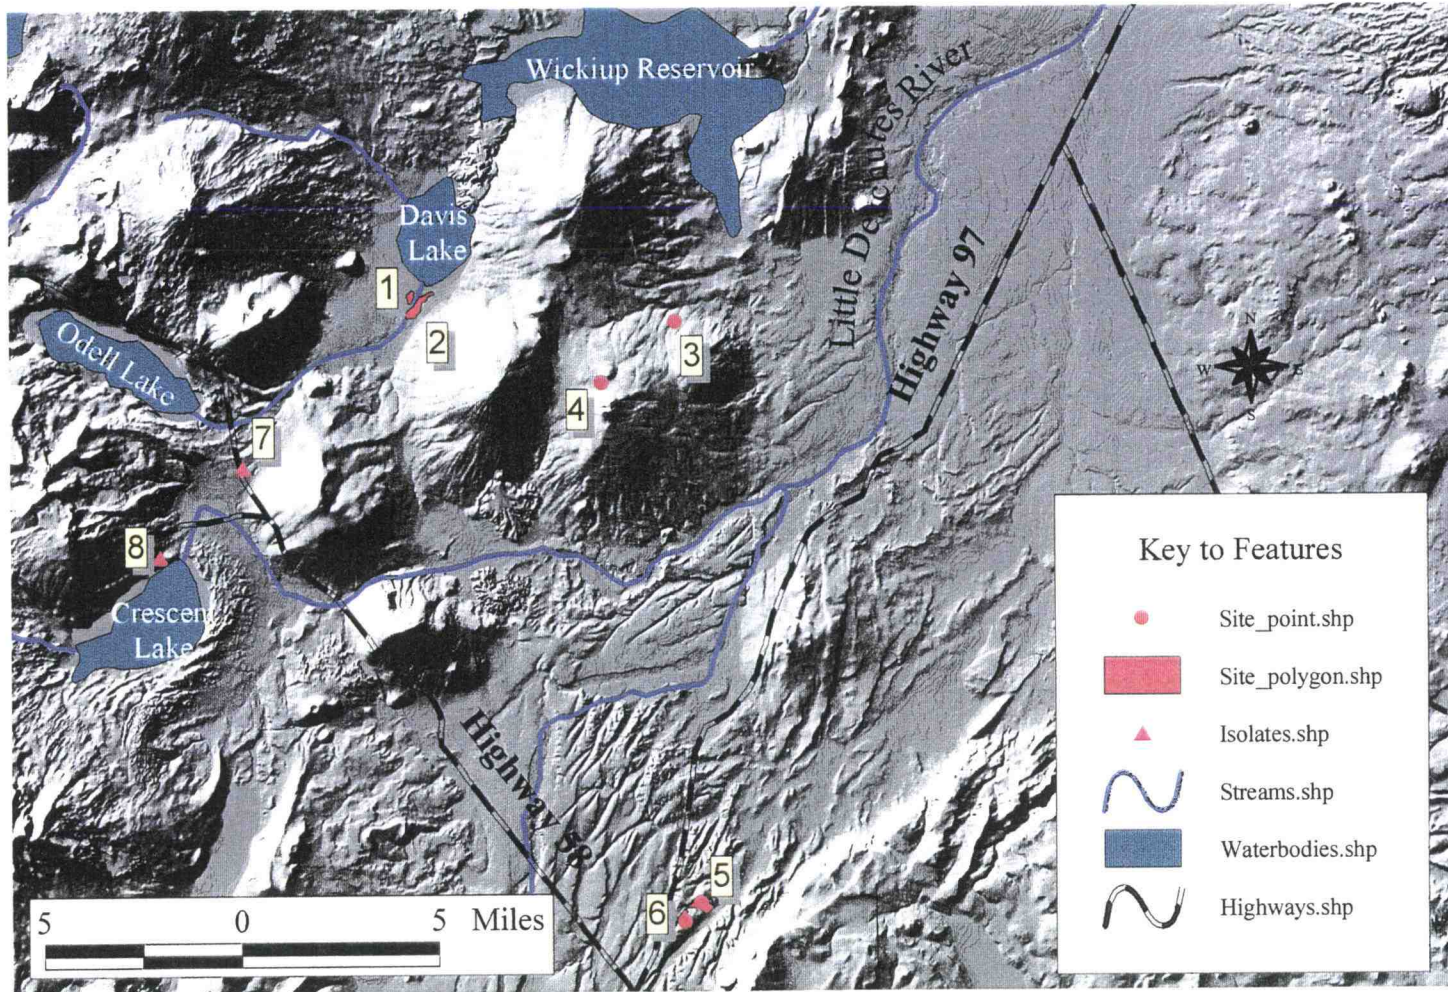 Wickiup Reservoir
Little Deschutes River
Davis
Lake
1
2
3
4
Highway 97
Odell Lake
7
8
Crescent
Lake
Highway 58
5
6
N
W
E
S
5
0
5
Miles
Key to Features
Site_point.shp
Site_polygon.shp
Isolates.shp
Streams.shp
Waterbodies.shp
Highways.shp